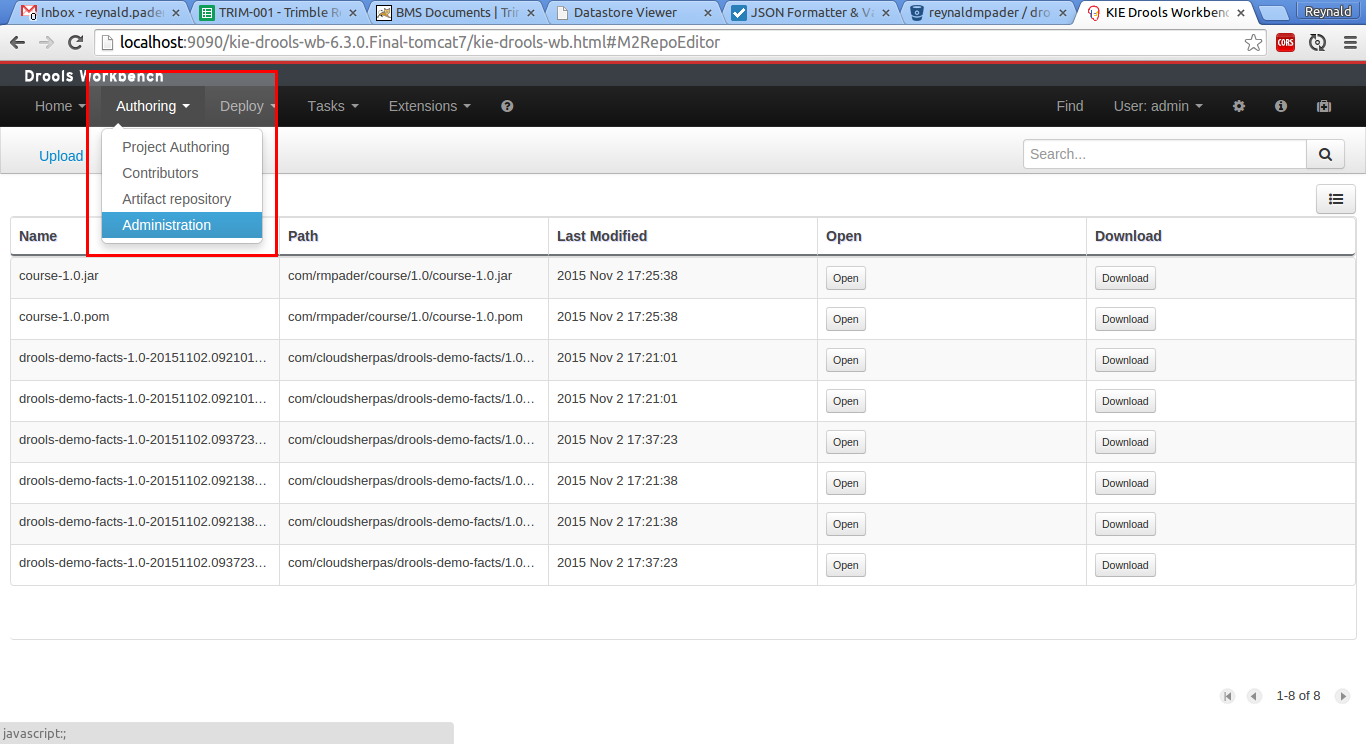 Inbox - reynald.pade TRIM-001 - Trimble R BMS Documents | Tri Datastore Viewer JSON Formatter & Va reynaldmpader / dro KIE Drools Workben Reynald
localhost:9090/kie-drools-wb-6.3.0.Final-tomcat7/kie-drools-wb.html#M2RepoEditor CORS
Drools Workbench
Home Authoring Deploy Tasks Extensions ? Find User: admin
Upload Search...
Project Authoring
Contributors
Artifact repository
Administration
Name Path Last Modified Open Download
course-1.0.jar com/rmpader/course/1.0/course-1.0.jar 2015 Nov 2 17:25:38 Open Download
course-1.0.pom com/rmpader/course/1.0/course-1.0.pom 2015 Nov 2 17:25:38 Open Download
drools-demo-facts-1.0-20151102.092101... com/cloudsherpas/drools-demo-facts/1.0... 2015 Nov 2 17:21:01 Open Download
drools-demo-facts-1.0-20151102.092101... com/cloudsherpas/drools-demo-facts/1.0... 2015 Nov 2 17:21:01 Open Download
drools-demo-facts-1.0-20151102.093723... com/cloudsherpas/drools-demo-facts/1.0... 2015 Nov 2 17:37:23 Open Download
drools-demo-facts-1.0-20151102.092138... com/cloudsherpas/drools-demo-facts/1.0... 2015 Nov 2 17:21:38 Open Download
drools-demo-facts-1.0-20151102.092138... com/cloudsherpas/drools-demo-facts/1.0... 2015 Nov 2 17:21:38 Open Download
drools-demo-facts-1.0-20151102.093723... com/cloudsherpas/drools-demo-facts/1.0... 2015 Nov 2 17:37:23 Open Download
1-8 of 8
javascript:;